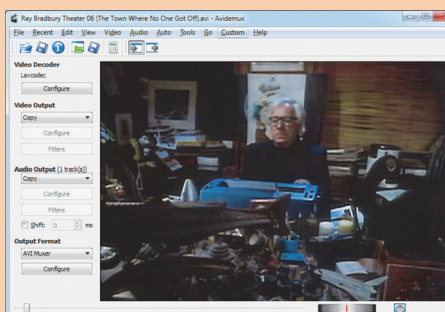 Ray Bradbury Theater 06 (The Town Where No One Got Off).avi - Avidemux
File Recent Edit View Video Audio Auto Tools Go Custom Help
Video Decoder
Lavcodec
Configure
Video Output
Copy
Configure
Filters
Audio Output (1 track(s))
Copy
Configure
Filters
Shift: 0 ms
Output Format
AVI Muxer
Configure